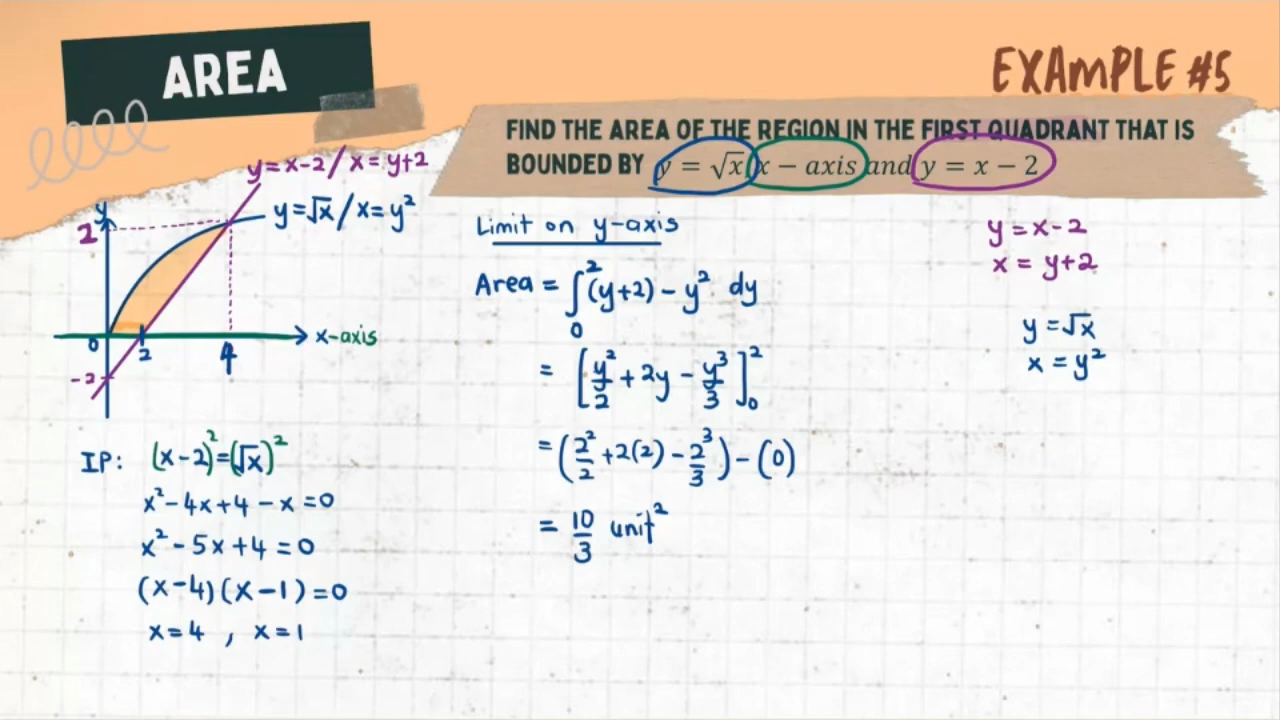 AREA
EXAMPLE #5
FIND THE AREA OF THE REGION IN THE FIRST QUADRANT THAT IS
BOUNDED BY y = √x x − axis and y = x − 2
y=x-2 / x=y+2
y=√x / x=y²
y
2
0
2
4
x-axis
-2
IP: (x-2)²=(√x)²
x²-4x+4-x=0
x²-5x+4=0
(x-4)(x-1)=0
x=4 , x=1
Limit on y-axis
Area = ∫₀² (y+2) - y² dy
= [y²/2 + 2y - y³/3]₀²
= (2²/2 + 2(2) - 2³/3) - (0)
= 10/3 unit²
y=x-2
x=y+2
y=√x
x=y²